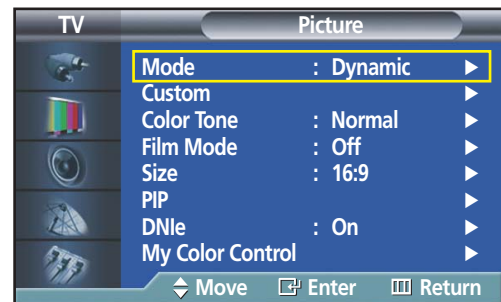 TV Picture
Mode : Dynamic
Custom
Color Tone : Normal
Film Mode : Off
Size : 16:9
PIP
DNIe : On
My Color Control
Move Enter Return